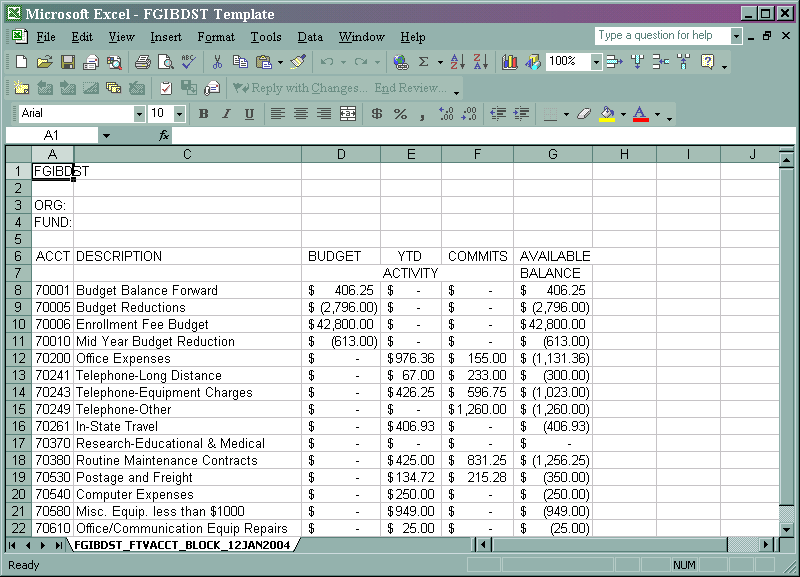 Microsoft Excel - FGIBDST Template
File Edit View Insert Format Tools Data Window Help Type a question for help
100%
Reply with Changes... End Review...
Arial 10 B I U $ % ,
A1 fx
A C D E F G H I J
1 FGIBDST
2
3 ORG:
4 FUND:
5
6 ACCT DESCRIPTION BUDGET YTD COMMITS AVAILABLE
7 ACTIVITY BALANCE
8 70001 Budget Balance Forward $ 406.25 $ - $ - $ 406.25
9 70005 Budget Reductions $ (2,796.00) $ - $ - $ (2,796.00)
10 70006 Enrollment Fee Budget $42,800.00 $ - $ - $42,800.00
11 70010 Mid Year Budget Reduction $ (613.00) $ - $ - $ (613.00)
12 70200 Office Expenses $ - $976.36 $ 155.00 $ (1,131.36)
13 70241 Telephone-Long Distance $ - $ 67.00 $ 233.00 $ (300.00)
14 70243 Telephone-Equipment Charges $ - $426.25 $ 596.75 $ (1,023.00)
15 70249 Telephone-Other $ - $ - $1,260.00 $ (1,260.00)
16 70261 In-State Travel $ - $406.93 $ - $ (406.93)
17 70370 Research-Educational & Medical $ - $ - $ - $ -
18 70380 Routine Maintenance Contracts $ - $425.00 $ 831.25 $ (1,256.25)
19 70530 Postage and Freight $ - $134.72 $ 215.28 $ (350.00)
20 70540 Computer Expenses $ - $250.00 $ - $ (250.00)
21 70580 Misc. Equip. less than $1000 $ - $949.00 $ - $ (949.00)
22 70610 Office/Communication Equip Repairs $ - $ 25.00 $ - $ (25.00)
FGIBDST_FTVACCT_BLOCK_12JAN2004
Ready NUM